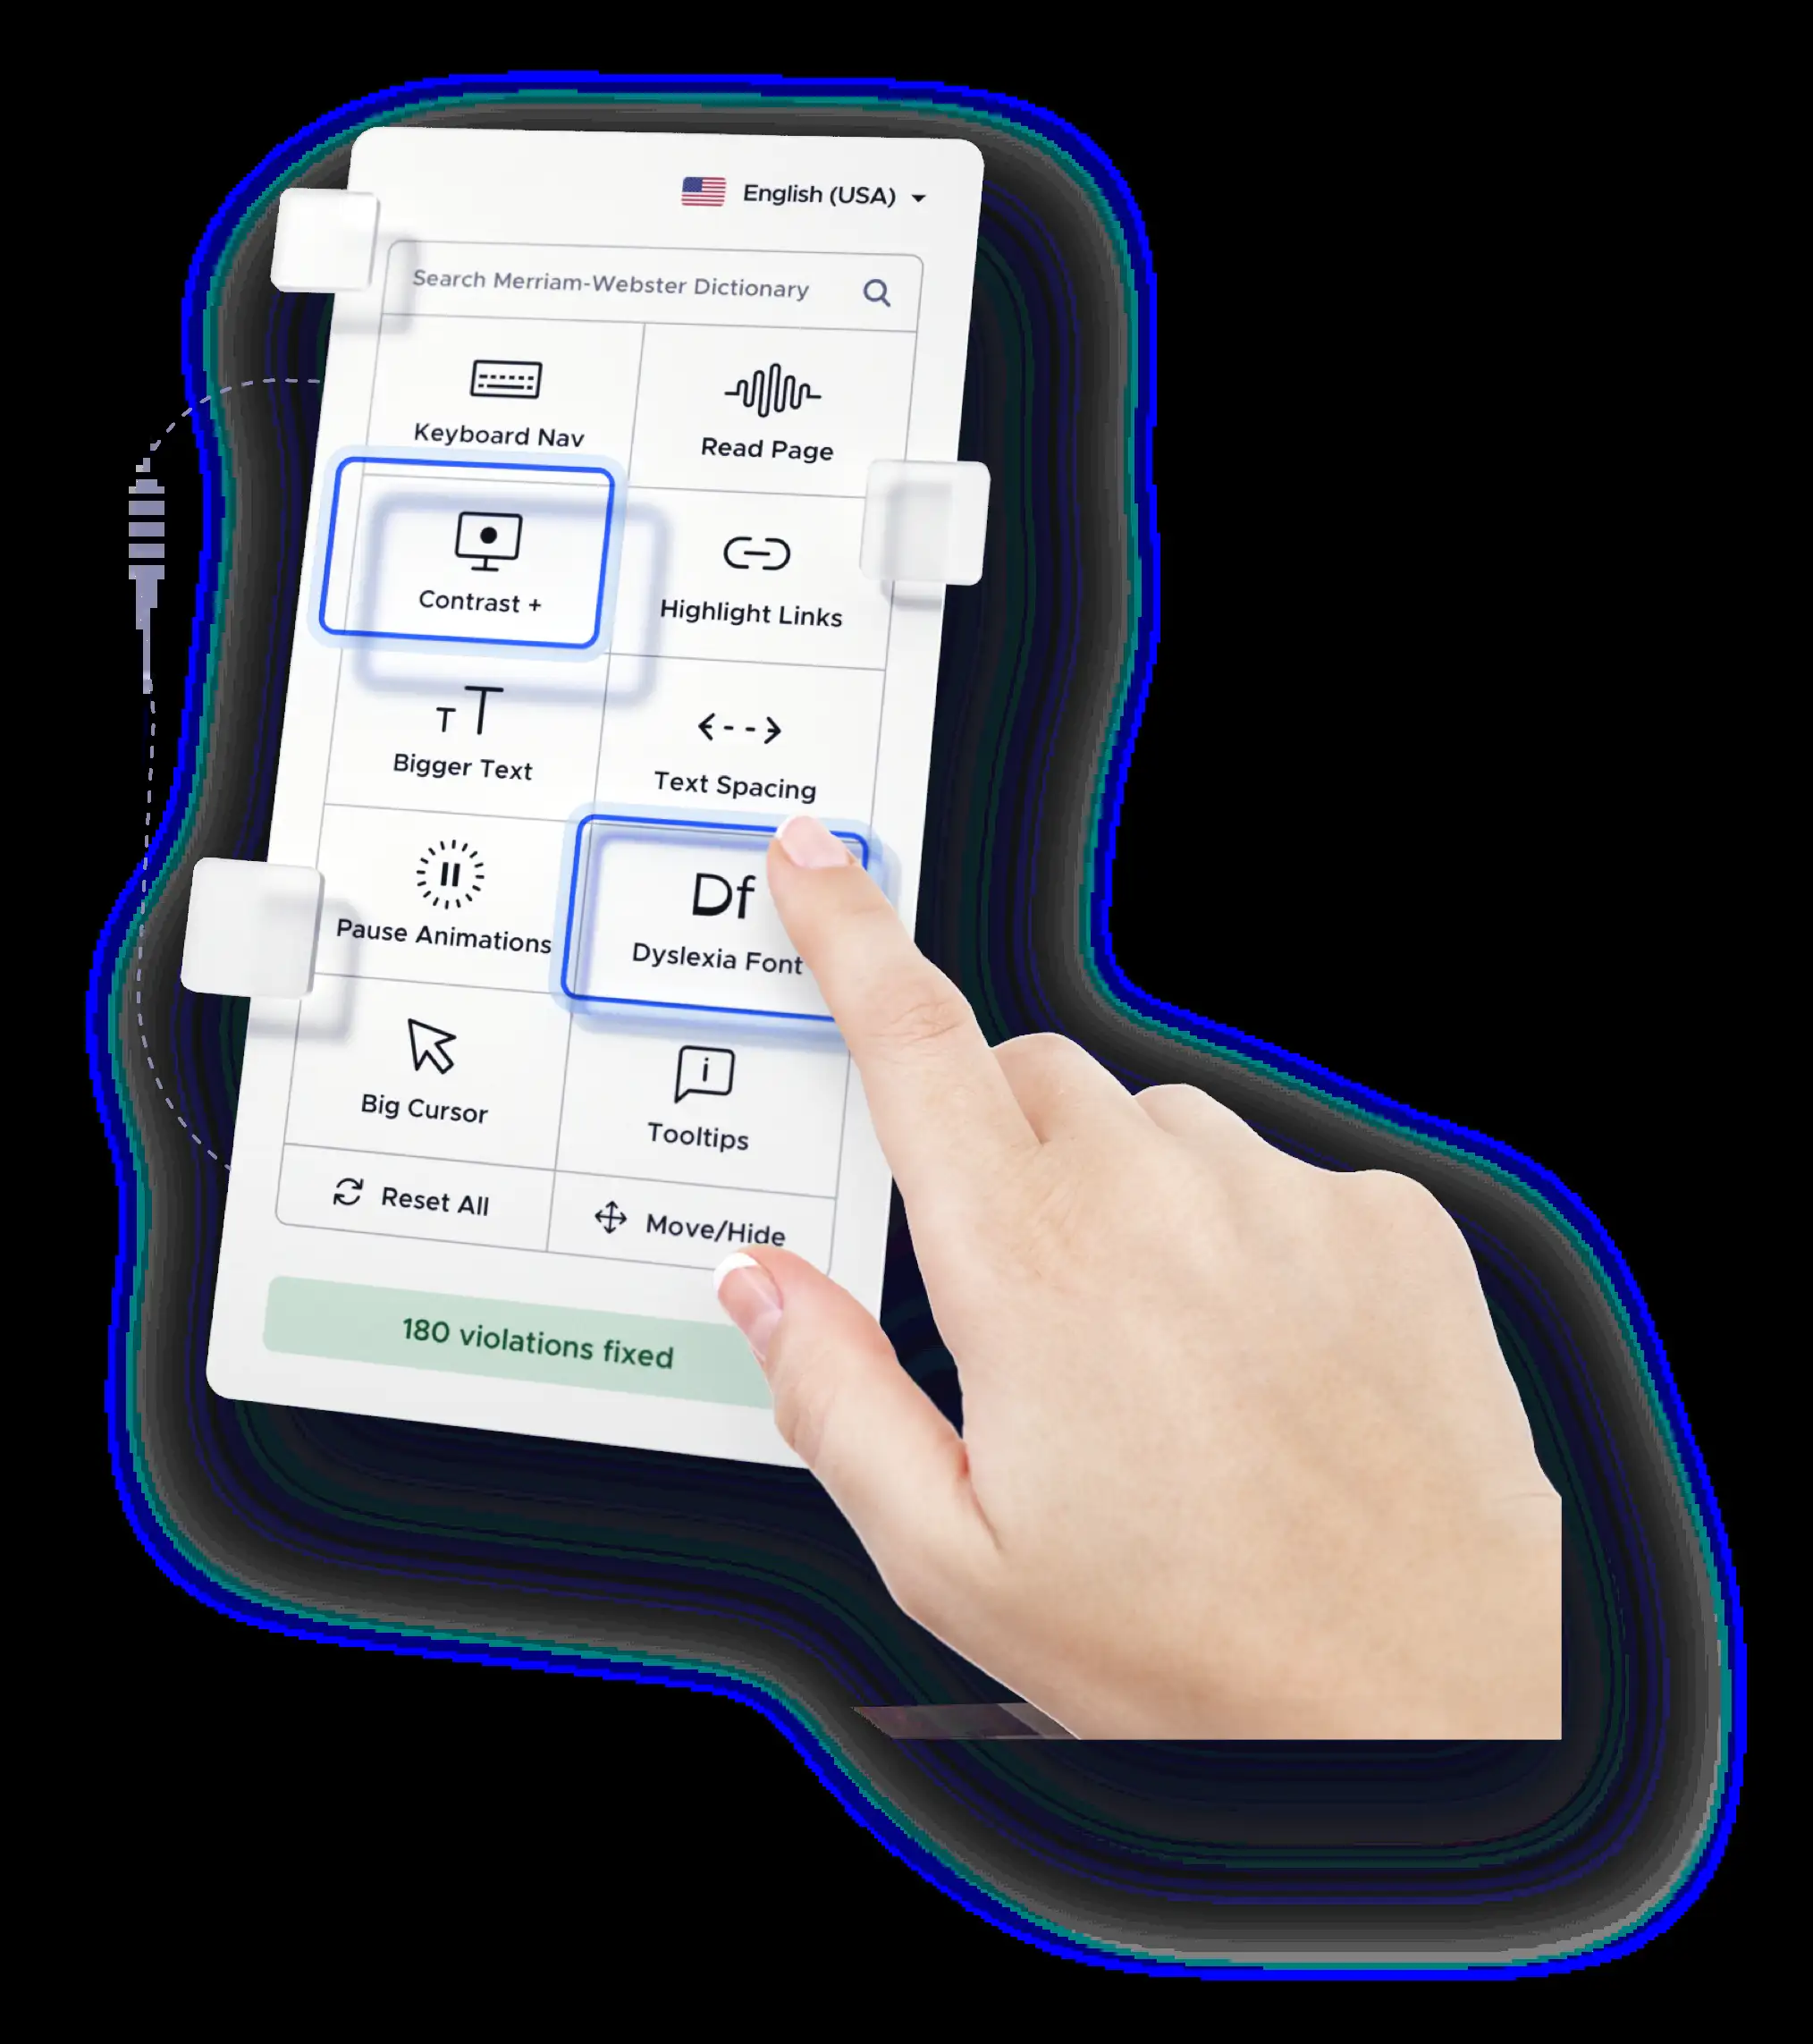 English (USA)
Search Merriam-Webster Dictionary
Keyboard Nav
Read Page
Contrast +
Highlight Links
TT
Bigger Text
Text Spacing
Pause Animations
Df
Dyslexia Font
Big Cursor
i
Tooltips
Reset All
Move/Hide
180 violations fixed